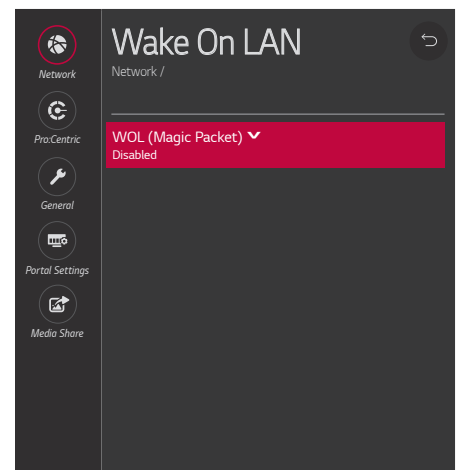 Network
Pro:Centric
General
Portal Settings
Media Share
Wake On LAN
Network /
WOL (Magic Packet)
Disabled